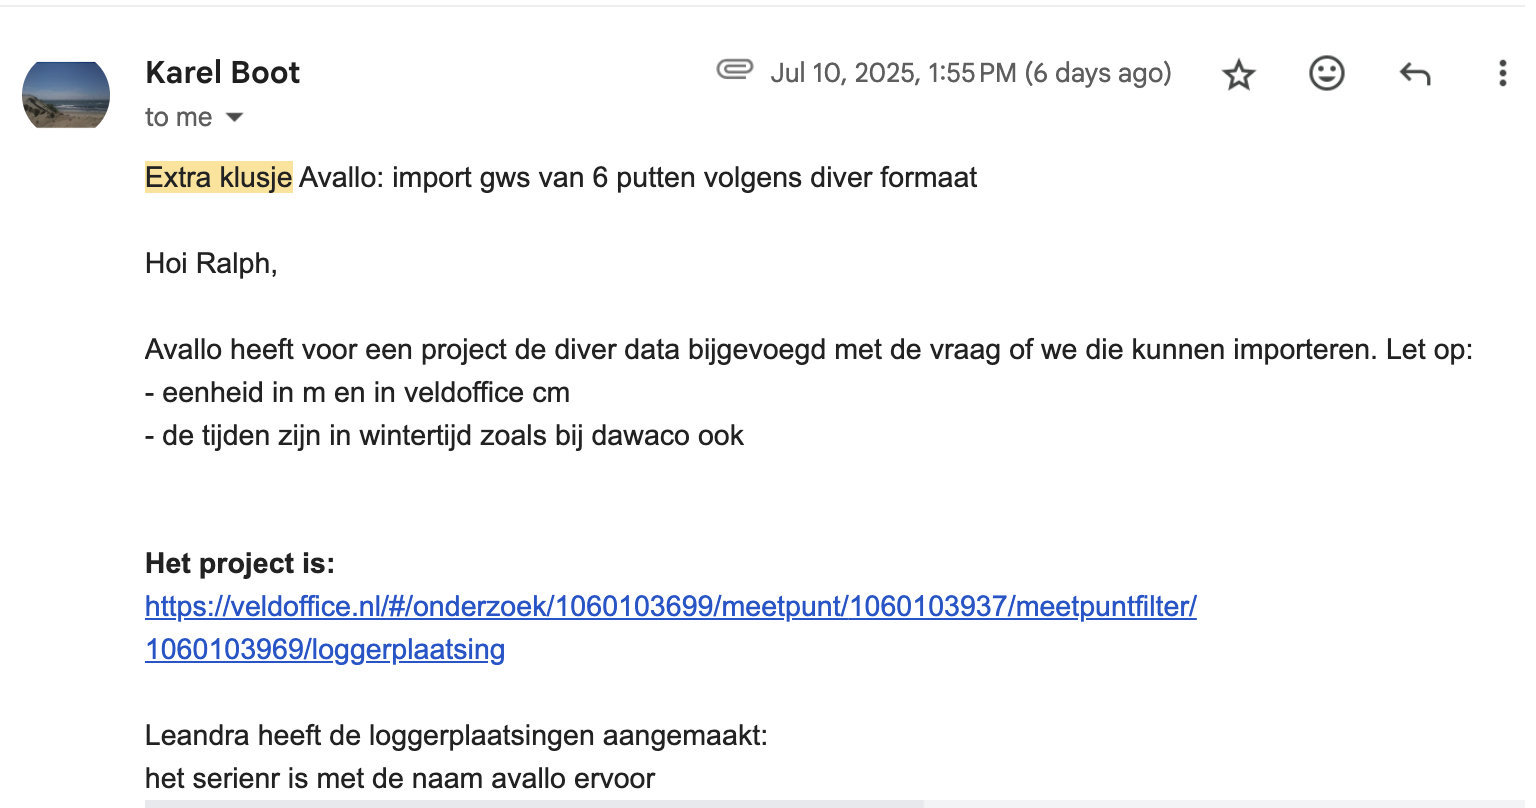 Karel Boot
Jul 10, 2025, 1:55 PM (6 days ago)
to me
Extra klusje Avallo: import gws van 6 putten volgens diver formaat
Hoi Ralph,
Avallo heeft voor een project de diver data bijgevoegd met de vraag of we die kunnen importeren. Let op:
- eenheid in m en in veldoffice cm
- de tijden zijn in wintertijd zoals bij dawaco ook
Het project is:
https://veldoffice.nl/#/onderzoek/1060103699/meetpunt/1060103937/meetpuntfilter/
1060103969/loggerplaatsing
Leandra heeft de loggerplaatsingen aangemaakt:
het serienr is met de naam avallo ervoor